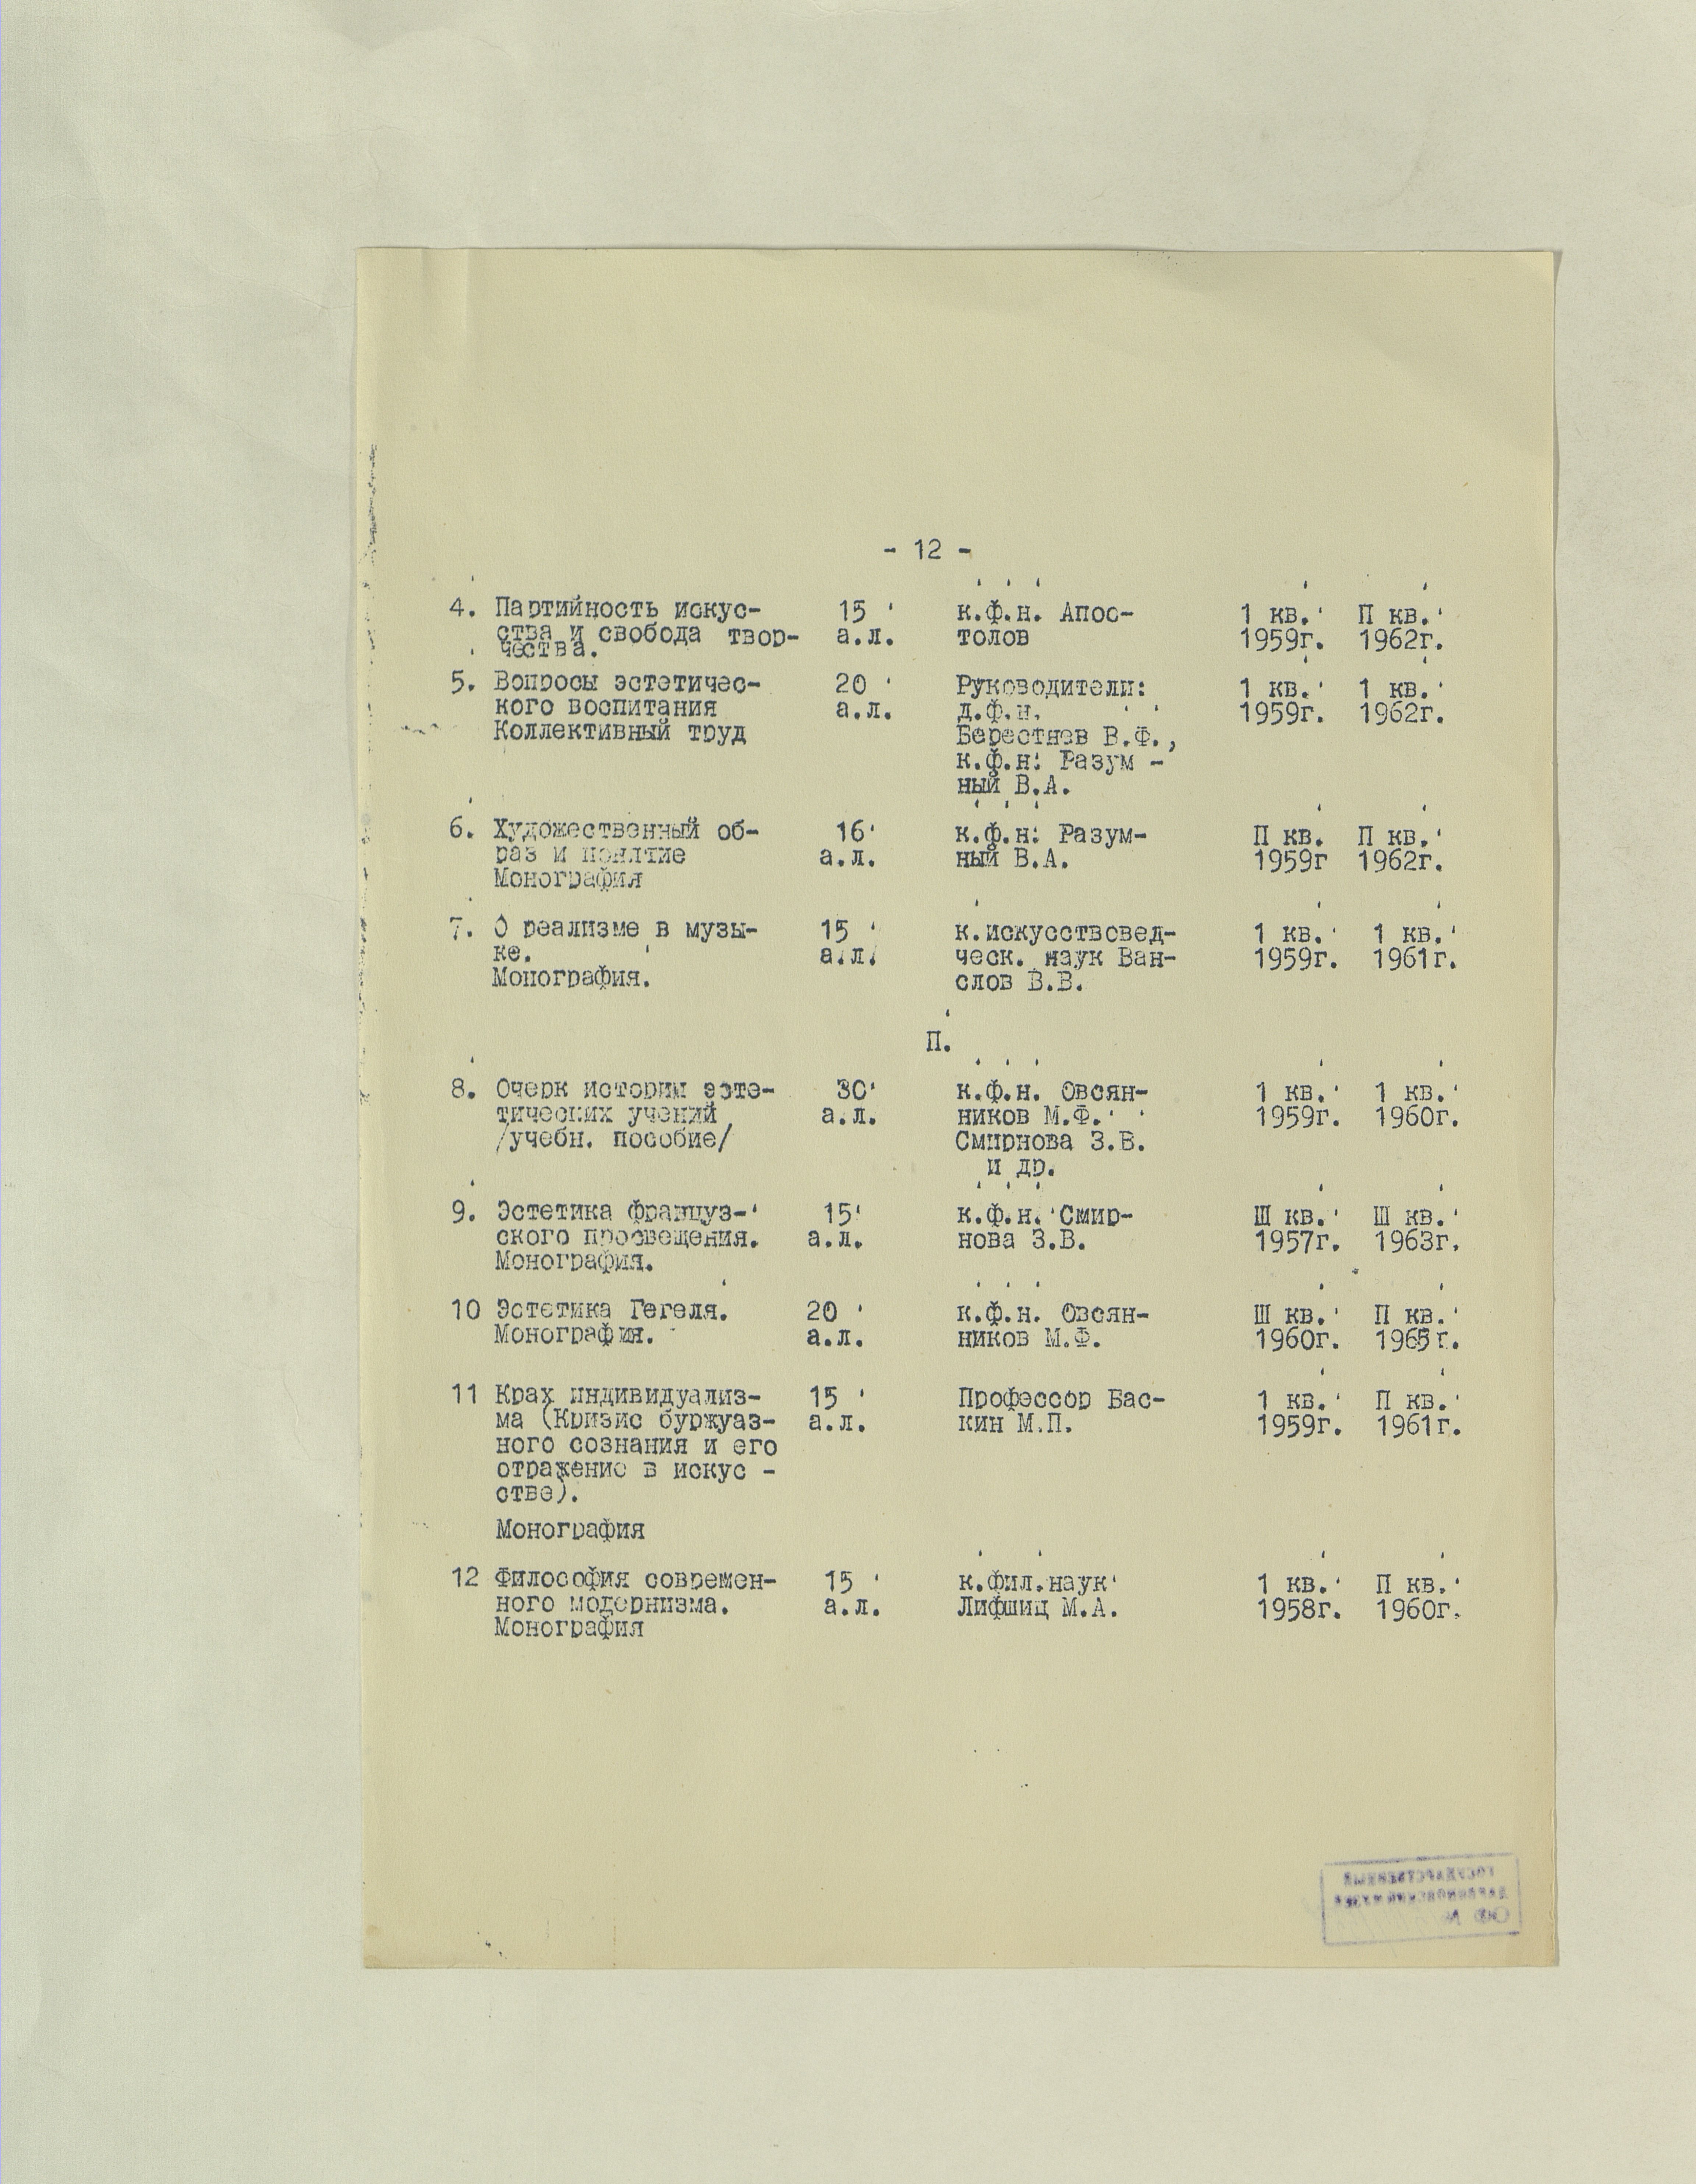 - 12 -
4. Партийность искус- 15 к.ф.н. Апос- 1 кв. П кв.
ства и свобода твор- а.л. толов 1959г. 1962г.
чества.
5. Вопросы эстетичес- 20 Руководители: 1 кв. 1 кв.
кого воспитания а.л. д.ф.н. 1959г. 1962г.
Коллективный труд Берестнев В.Ф.,
к.ф.н. Разум -
ный В.А.
6. Художественный об- 16 к.ф.н. Разум- П кв. П кв.
раз и понятие а.л. ный В.А. 1959г 1962г.
Монография
7. О реализме в музы- 15 к.искусствовед- 1 кв. 1 кв.
ке. а.л. ческ. наук Ван- 1959г. 1961г.
Монография. слов В.В.
П.
8. Очерк истории эсте- 30 к.ф.н. Овсян- 1 кв. 1 кв.
тических учений а.л. ников М.Ф. 1959г. 1960г.
/учебн. пособие/ Смирнова З.В.
и др.
9. Эстетика француз- 15 к.ф.н. Смир- Ш кв. Ш кв.
ского просвещения. а.л. нова З.В. 1957г. 1963г.
Монография.
10 Эстетика Гегеля. 20 к.ф.н. Овсян- Ш кв. П кв.
Монография. а.л. ников М.Ф. 1960г. 1965г.
11 Крах индивидуализ- 15 Профессор Бас- 1 кв. П кв.
ма (Кризис буржуаз- а.л. кин М.П. 1959г. 1961г.
ного сознания и его
отражение в искус -
стве).
Монография
12 Философия современ- 15 к.фил.наук 1 кв. П кв.
ного модернизма. а.л. Лифшиц М.А. 1958г. 1960г.
Монография
ГОСУДАРСТВЕННЫЙ
ДАРВИНОВСКИЙ МУЗЕЙ
ОФ №